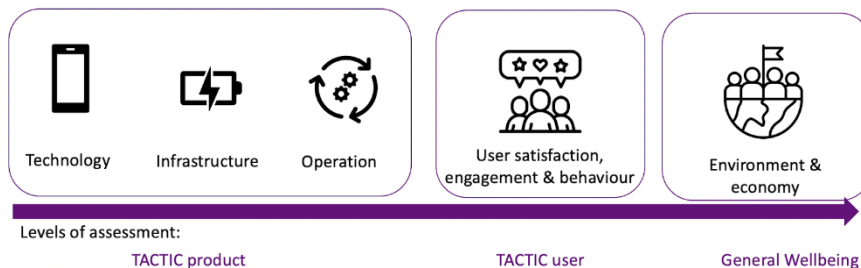 Technology
Infrastructure
Operation
User satisfaction,
engagement & behaviour
Environment &
economy
Levels of assessment:
TACTIC product
TACTIC user
General Wellbeing